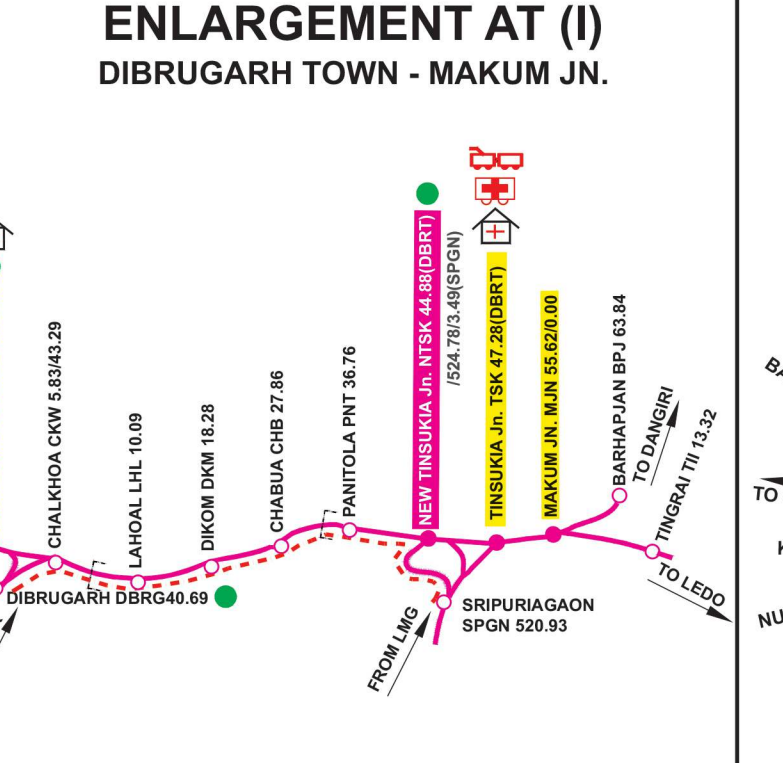 ENLARGEMENT AT (I)
DIBRUGARH TOWN - MAKUM JN.
CHALKHOA CKW 5.83/43.29
LAHOAL LHL 10.09
DIKOM DKM 18.28
CHABUA CHB 27.86
PANITOLA PNT 36.76
NEW TINSUKIA Jn. NTSK 44.88(DBRT)
/524.78/3.49(SPGN)
TINSUKIA Jn. TSK 47.28(DBRT)
MAKUM JN. MJN 55.62/0.00
BARHAPJAN BPJ 63.84
TO DANGIRI
TINGRAI TII 13.32
TO LEDO
DIBRUGARH DBRG40.69
SRIPURIAGAON
SPGN 520.93
FROM LMG
TO